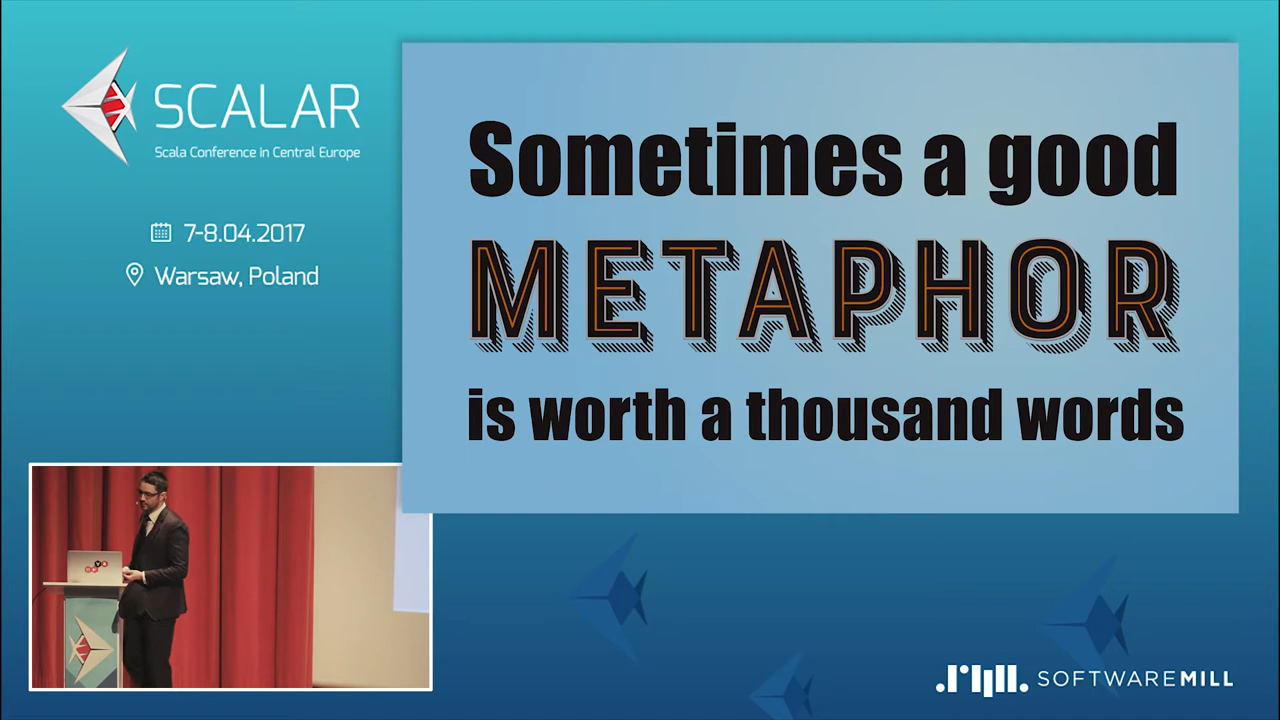 SCALAR
Scala Conference in Central Europe
7-8.04.2017
Warsaw, Poland
Sometimes a good
METAPHOR
is worth a thousand words
SOFTWAREMILL